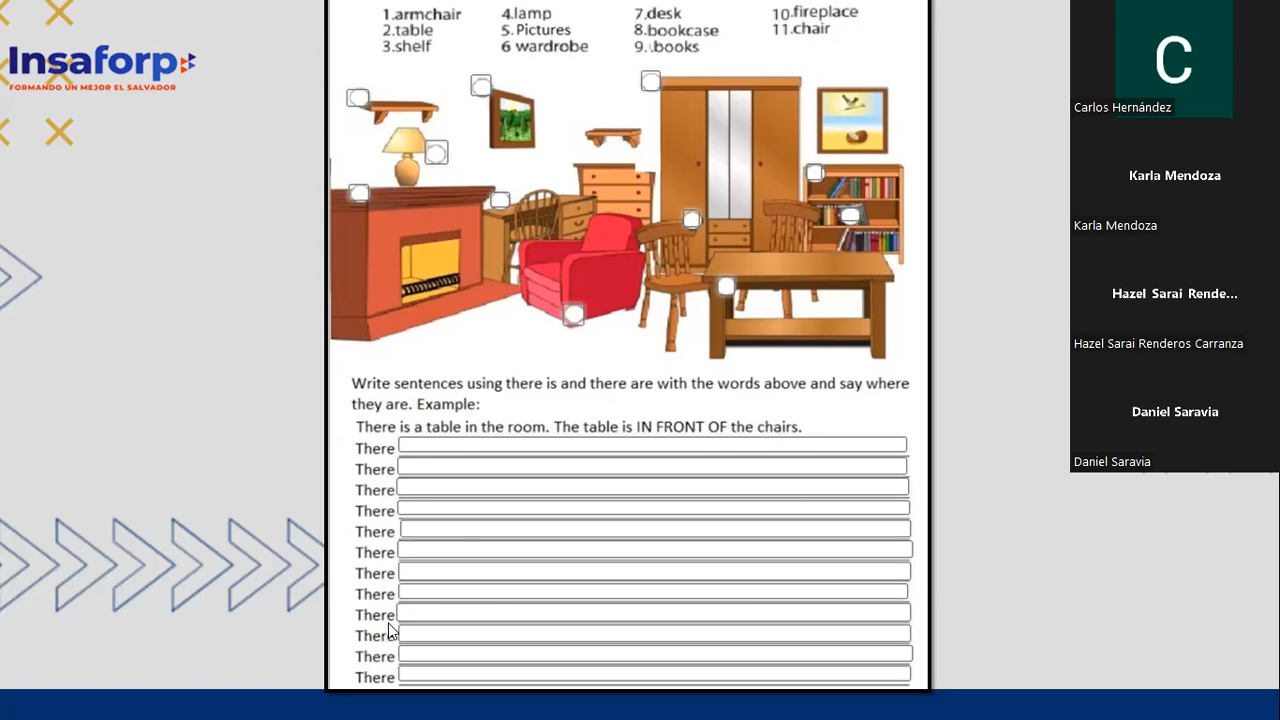 1.armchair 4.lamp 7.desk 10.fireplace
2.table 5.Pictures 8.bookcase 11.chair
3.shelf 6 wardrobe 9. books
Insaforp
FORMANDO UN MEJOR EL SALVADOR
C
Carlos Hernández
Karla Mendoza
Karla Mendoza
Hazel Sarai Rende...
Hazel Sarai Renderos Carranza
Daniel Saravia
Daniel Saravia
Write sentences using there is and there are with the words above and say where
they are. Example:
There is a table in the room. The table is IN FRONT OF the chairs.
There
There
There
There
There
There
There
There
There
There
There
There